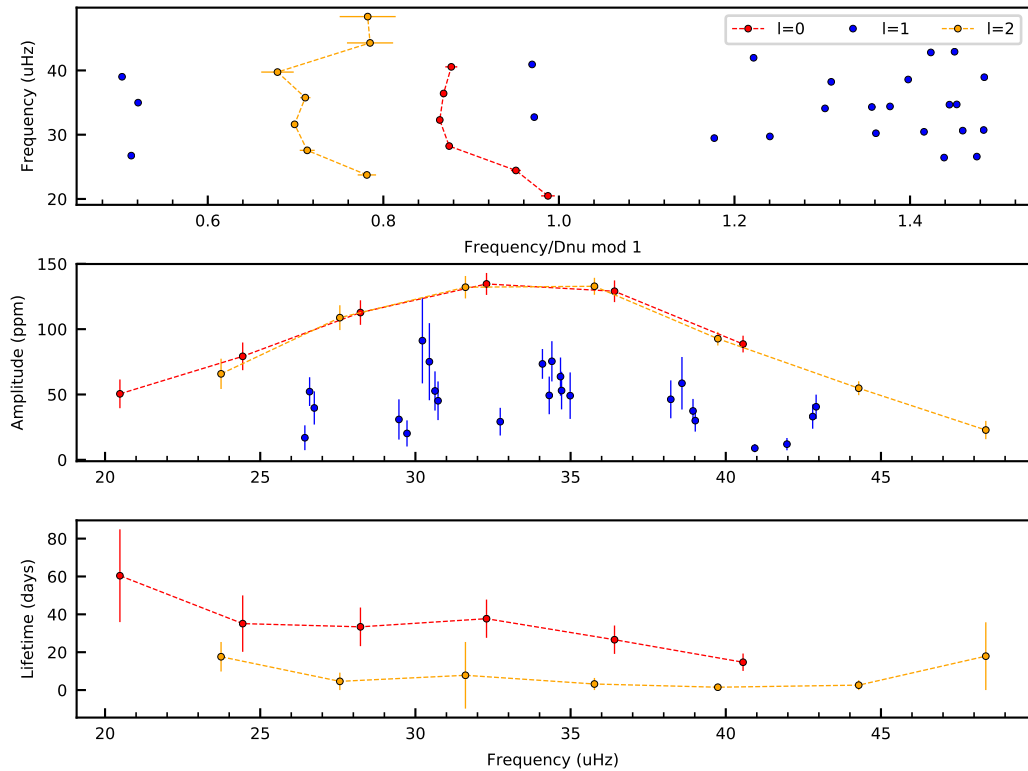 l=0 l=1 l=2
Frequency (uHz)
40
30
20
0.6 0.8 1.0 1.2 1.4
Frequency/Dnu mod 1
Amplitude (ppm)
150
100
50
0
20 25 30 35 40 45
Lifetime (days)
80
60
40
20
0
20 25 30 35 40 45
Frequency (uHz)